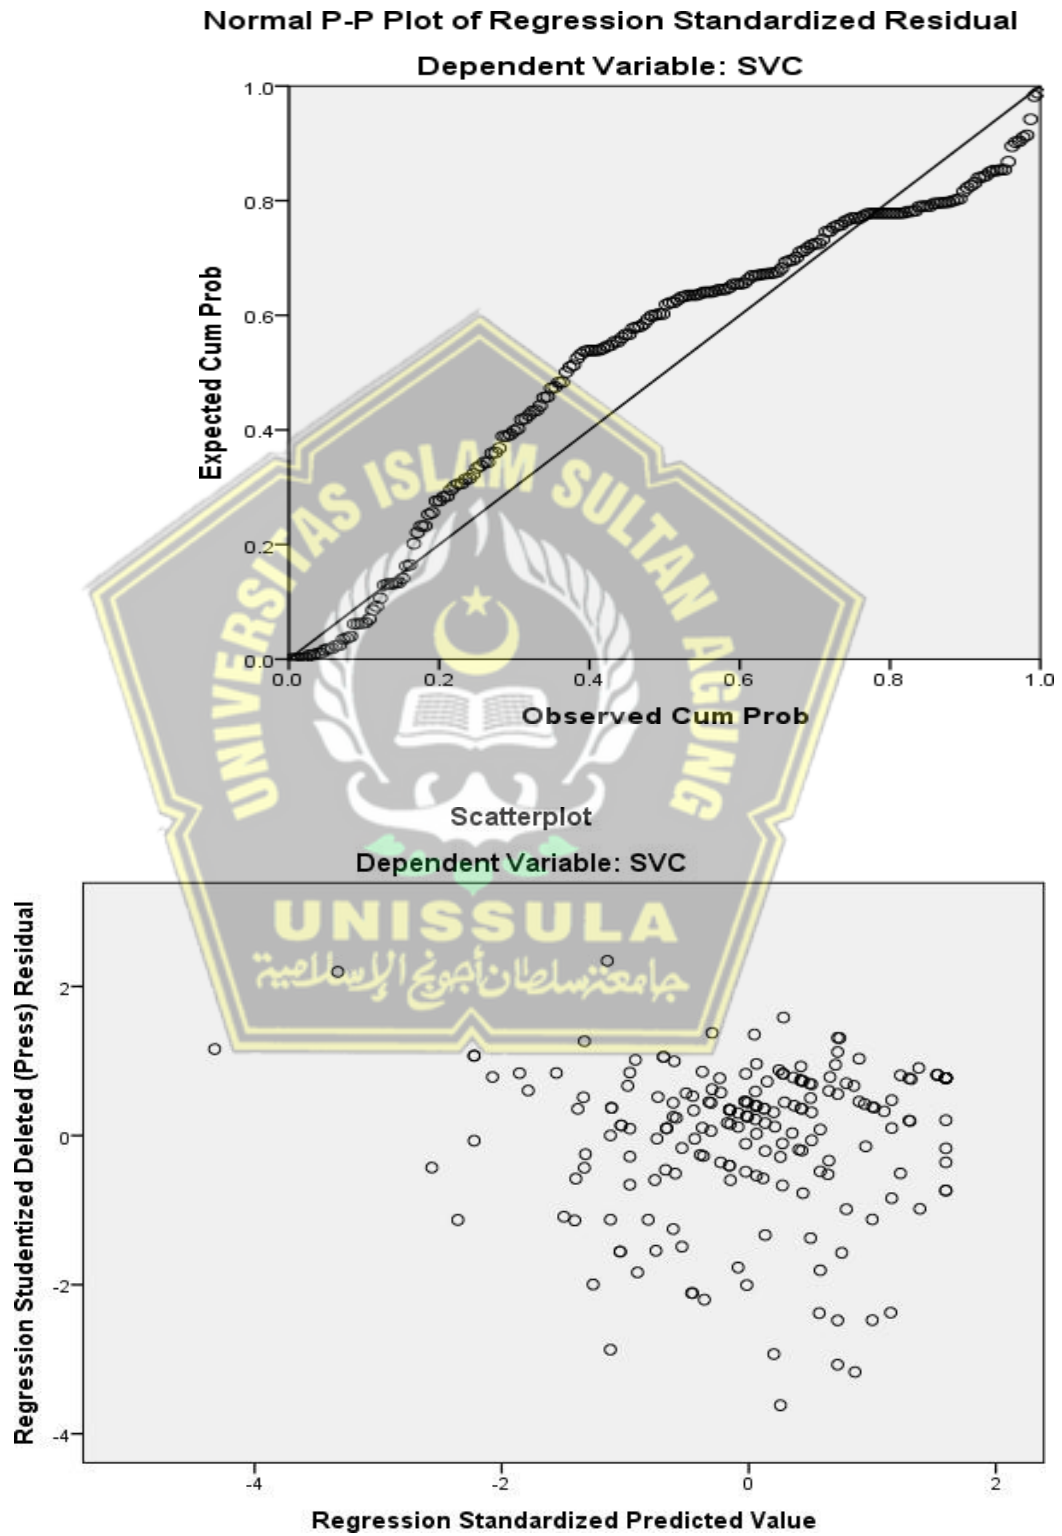 Normal P-P Plot of Regression Standardized Residual
Dependent Variable: SVC
Expected Cum Prob
1.0
0.8
0.6
0.4
0.2
0.0
0.0 0.2 0.4 0.6 0.8 1.0
Observed Cum Prob
UNIVERSITAS ISLAM SULTAN AGUNG
UNISSULA
جامعة سلطان أجونج الإسلامية
Scatterplot
Dependent Variable: SVC
Regression Studentized Deleted (Press) Residual
2
0
-2
-4
-4 -2 0 2
Regression Standardized Predicted Value